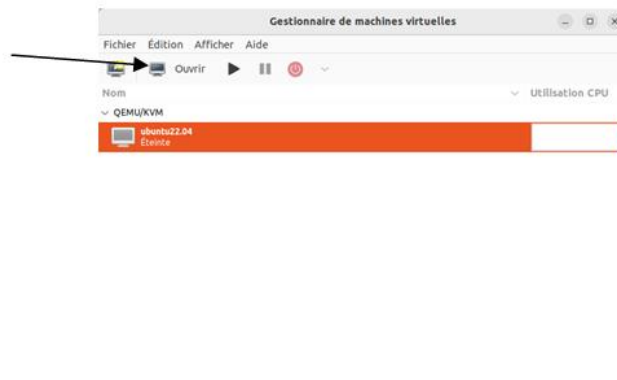 Gestionnaire de machines virtuelles
Fichier Édition Afficher Aide
Ouvrir
Nom Utilisation CPU
QEMU/KVM
ubuntu22.04
Éteinte